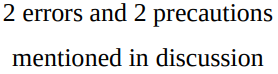 2 errors and 2 precautions
mentioned in discussion